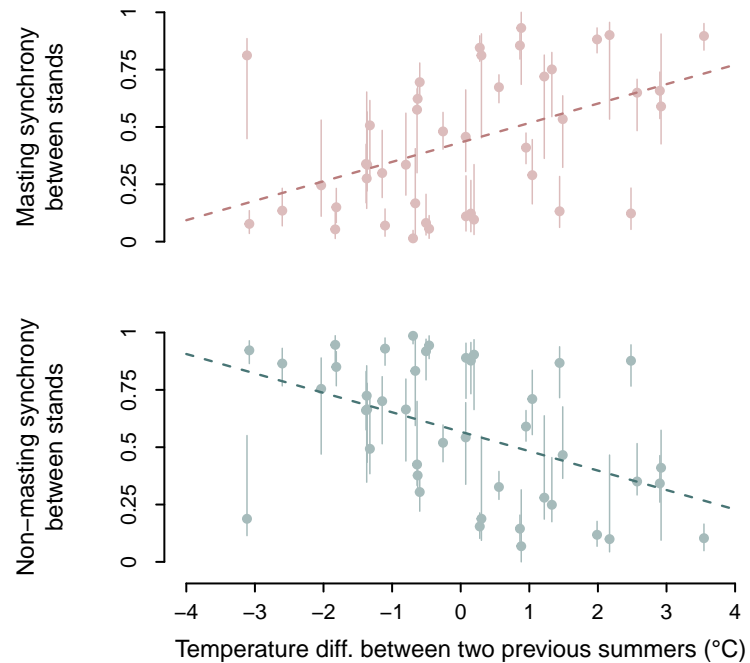 Masting synchrony
between stands
1
0.75
0.5
0.25
0
Non−masting synchrony
between stands
1
0.75
0.5
0.25
0
−4 −3 −2 −1 0 1 2 3 4
Temperature diff. between two previous summers (°C)